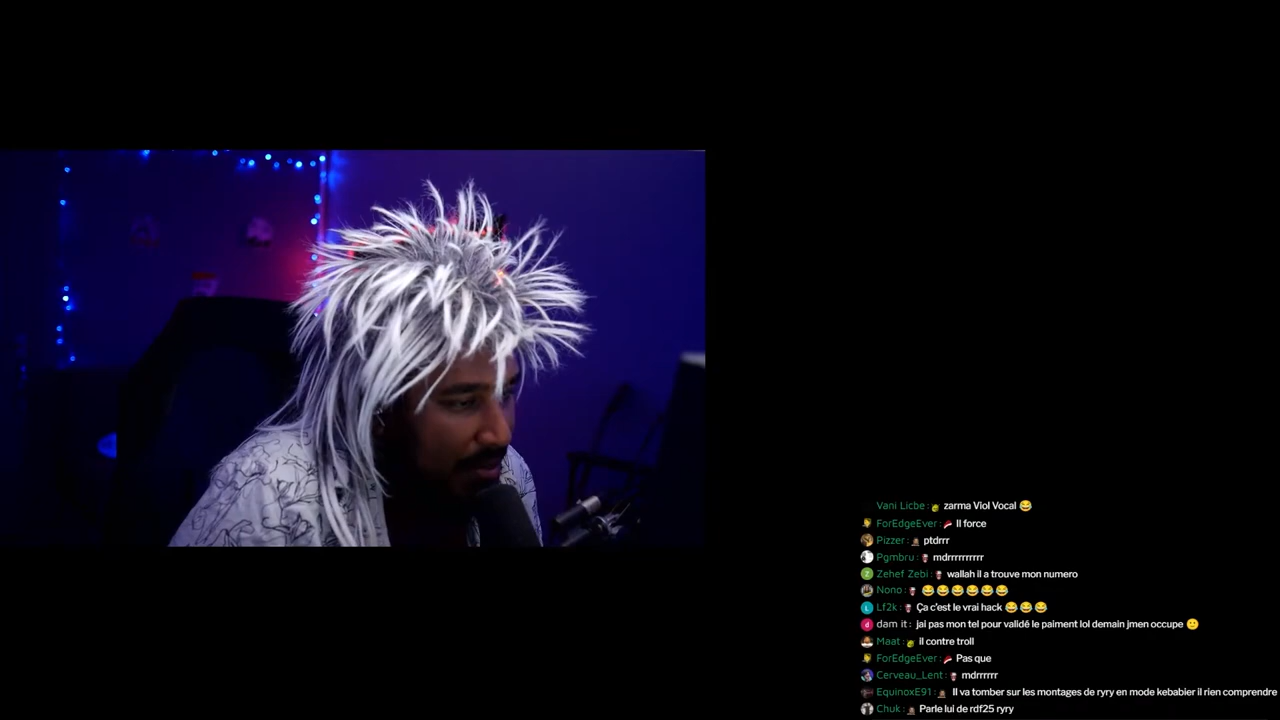 Vani Licbe : zarma Viol Vocal 😂
ForEdgeEver : Il force
Pizzer : ptdrrr
Pgmbru : mdrrrrrrrrrr
Zehef Zebi : wallah il a trouve mon numero
Nono : 😂😂😂😂😂😂
Lf2k : Ça c'est le vrai hack 😂😂😂
dam it : jai pas mon tel pour validé le paiment lol demain jmen occupe 🙂
Maat : il contre troll
ForEdgeEver : Pas que
Cerveau_Lent : mdrrrrrr
EquinoxE91 : Il va tomber sur les montages de ryry en mode kebabier il rien comprendre
Chuk : Parle lui de rdf25 ryry